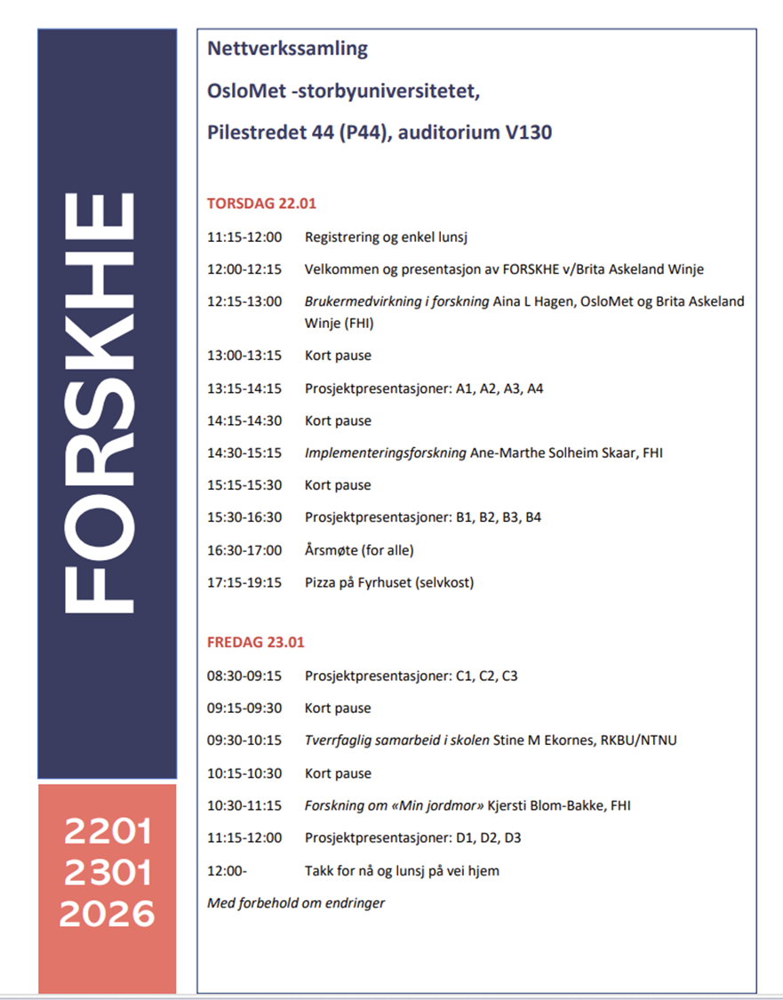 FORSKHE
2201
2301
2026
Nettverkssamling
OsloMet -storbyuniversitetet,
Pilestredet 44 (P44), auditorium V130
TORSDAG 22.01
11:15-12:00 Registrering og enkel lunsj
12:00-12:15 Velkommen og presentasjon av FORSKHE v/Brita Askeland Winje
12:15-13:00 Brukermedvirkning i forskning Aina L Hagen, OsloMet og Brita Askeland
Winje (FHI)
13:00-13:15 Kort pause
13:15-14:15 Prosjektpresentasjoner: A1, A2, A3, A4
14:15-14:30 Kort pause
14:30-15:15 Implementeringsforskning Ane-Marthe Solheim Skaar, FHI
15:15-15:30 Kort pause
15:30-16:30 Prosjektpresentasjoner: B1, B2, B3, B4
16:30-17:00 Årsmøte (for alle)
17:15-19:15 Pizza på Fyrhuset (selvkost)
FREDAG 23.01
08:30-09:15 Prosjektpresentasjoner: C1, C2, C3
09:15-09:30 Kort pause
09:30-10:15 Tverrfaglig samarbeid i skolen Stine M Ekornes, RKBU/NTNU
10:15-10:30 Kort pause
10:30-11:15 Forskning om «Min jordmor» Kjersti Blom-Bakke, FHI
11:15-12:00 Prosjektpresentasjoner: D1, D2, D3
12:00- Takk for nå og lunsj på vei hjem
Med forbehold om endringer